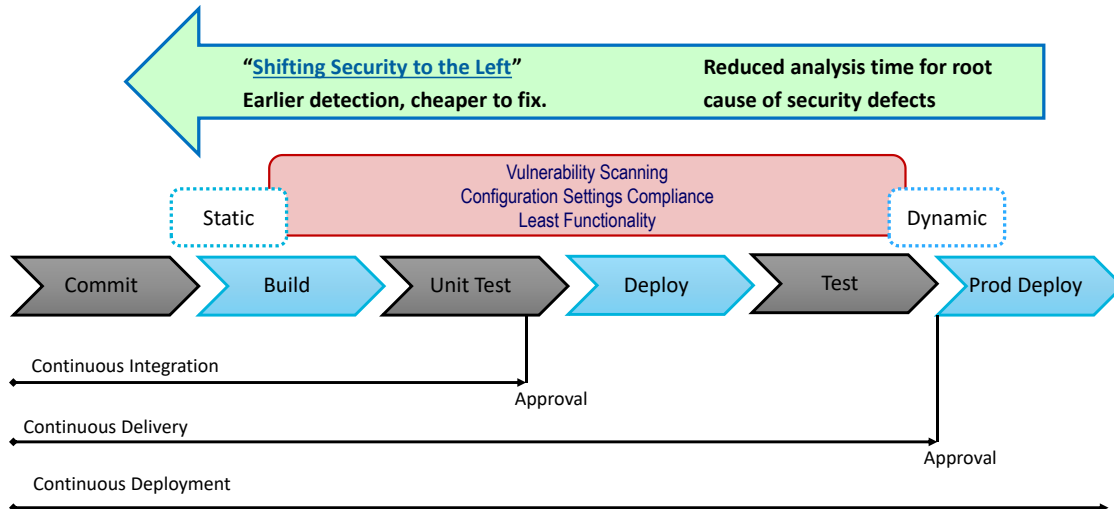 “Shifting Security to the Left”
Earlier detection, cheaper to fix.
Reduced analysis time for root
cause of security defects
Vulnerability Scanning
Configuration Settings Compliance
Least Functionality
Static
Dynamic
Commit
Build
Unit Test
Deploy
Test
Prod Deploy
Continuous Integration
Approval
Continuous Delivery
Approval
Continuous Deployment